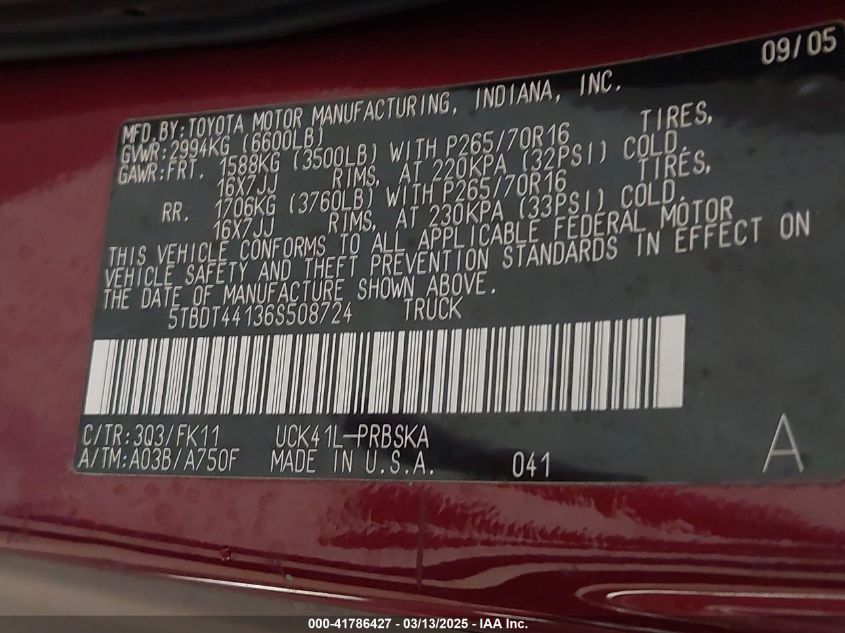 09/05
MFD. BY: TOYOTA MOTOR MANUFACTURING, INDIANA, INC.
GVWR: 2994KG (6600LB)
GAWR: FRT. 1588KG (3500LB) WITH P265/70R16 TIRES,
16X7JJ RIMS, AT 220KPA (32PSI) COLD.
RR. 1706KG (3760LB) WITH P265/70R16 TIRES,
16X7JJ RIMS, AT 230KPA (33PSI) COLD.
THIS VEHICLE CONFORMS TO ALL APPLICABLE FEDERAL MOTOR
VEHICLE SAFETY AND THEFT PREVENTION STANDARDS IN EFFECT ON
THE DATE OF MANUFACTURE SHOWN ABOVE.
5TBDT44136S508724 TRUCK
C/TR: 3Q3/FK11 UCK41L-PRBSKA
A/TM: A03B/A750F MADE IN U.S.A. 041 A
000-41786427 - 03/13/2025 - IAA Inc.